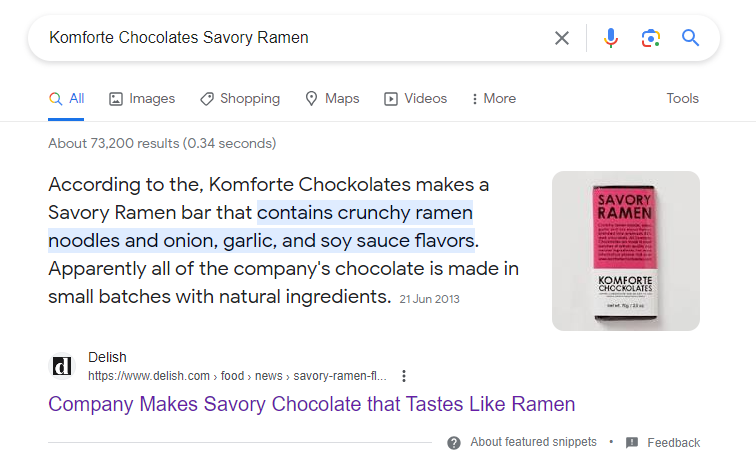 Komforte Chocolates Savory Ramen
All Images Shopping Maps Videos More Tools
About 73,200 results (0.34 seconds)
According to the, Komforte Chockolates makes a
Savory Ramen bar that contains crunchy ramen
noodles and onion, garlic, and soy sauce flavors.
Apparently all of the company's chocolate is made in
small batches with natural ingredients. 21 Jun 2013
SAVORY
RAMEN
KOMFORTE
CHOCKOLATES
d
Delish
https://www.delish.com › food › news › savory-ramen-fl...
Company Makes Savory Chocolate that Tastes Like Ramen
About featured snippets • Feedback